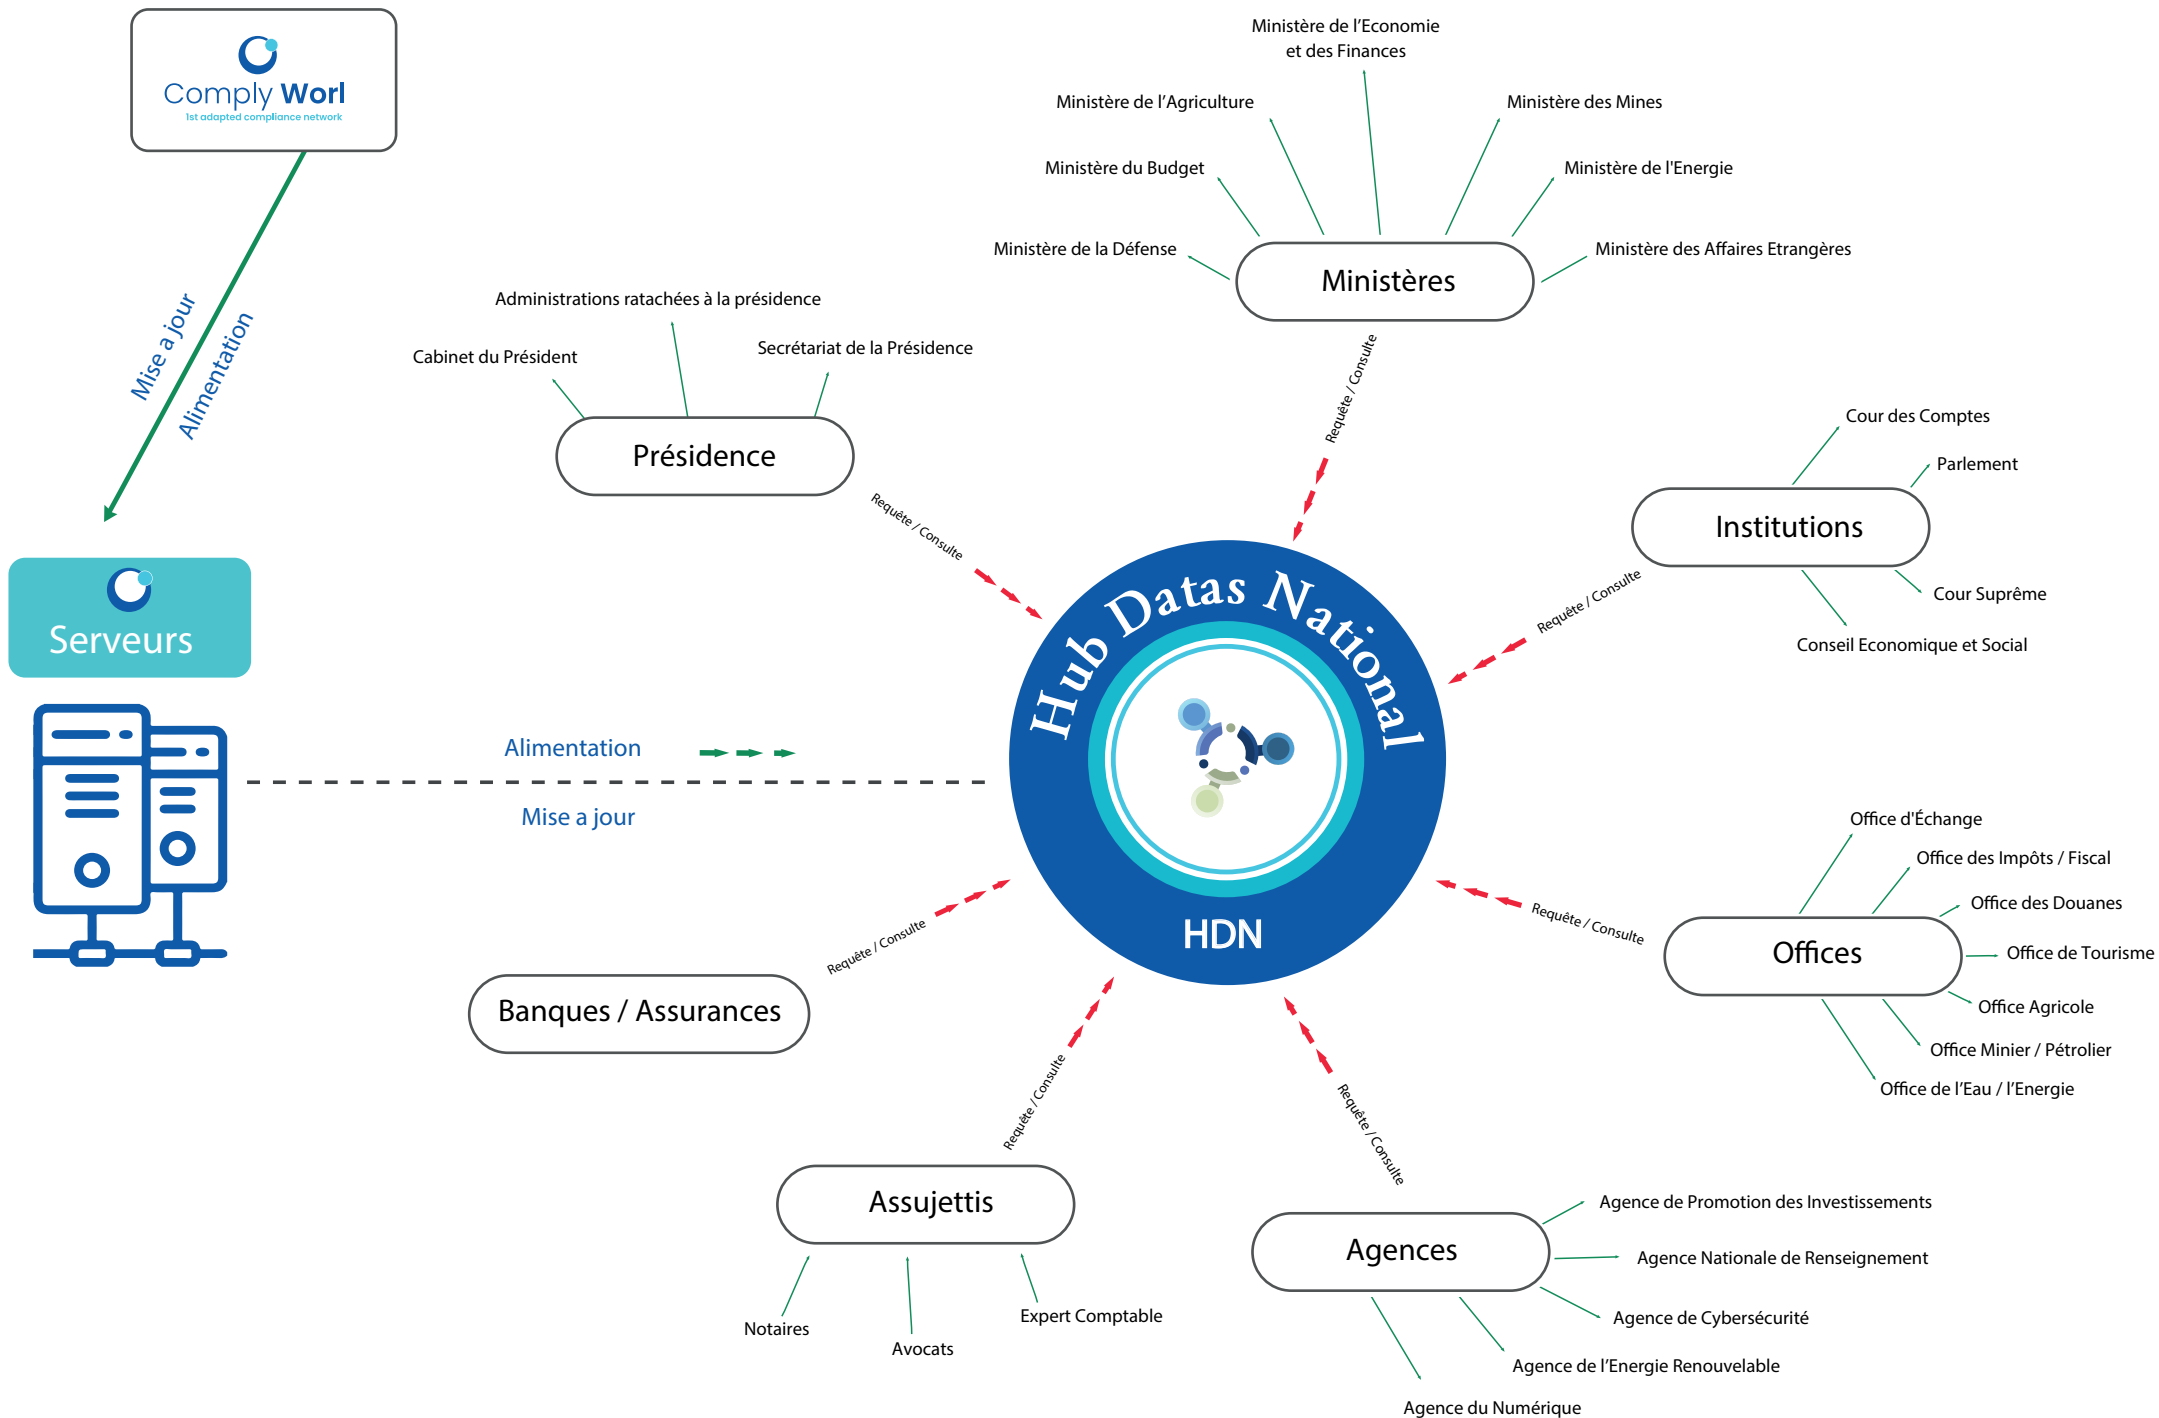 Comply Worl
1st adapted compliance network
Mise a jour
Alimentation
Serveurs
Alimentation
Mise a jour
Ministère de l'Economie
et des Finances
Ministère de l'Agriculture
Ministère des Mines
Ministère du Budget
Ministère de l'Energie
Ministère de la Défense
Ministère des Affaires Etrangères
Ministères
Requête / Consulte
Administrations ratachées à la présidence
Cabinet du Président
Secrétariat de la Présidence
Présidence
Requête / Consulte
Cour des Comptes
Parlement
Institutions
Cour Suprême
Conseil Economique et Social
Requête / Consulte
Hub Datas National
HDN
Office d'Échange
Office des Impôts / Fiscal
Office des Douanes
Offices
Office de Tourisme
Office Agricole
Office Minier / Pétrolier
Office de l'Eau / l'Energie
Requête / Consulte
Banques / Assurances
Requête / Consulte
Assujettis
Requête / Consulte
Notaires
Avocats
Expert Comptable
Requête / Consulte
Agences
Agence de Promotion des Investissements
Agence Nationale de Renseignement
Agence de Cybersécurité
Agence de l'Energie Renouvelable
Agence du Numérique